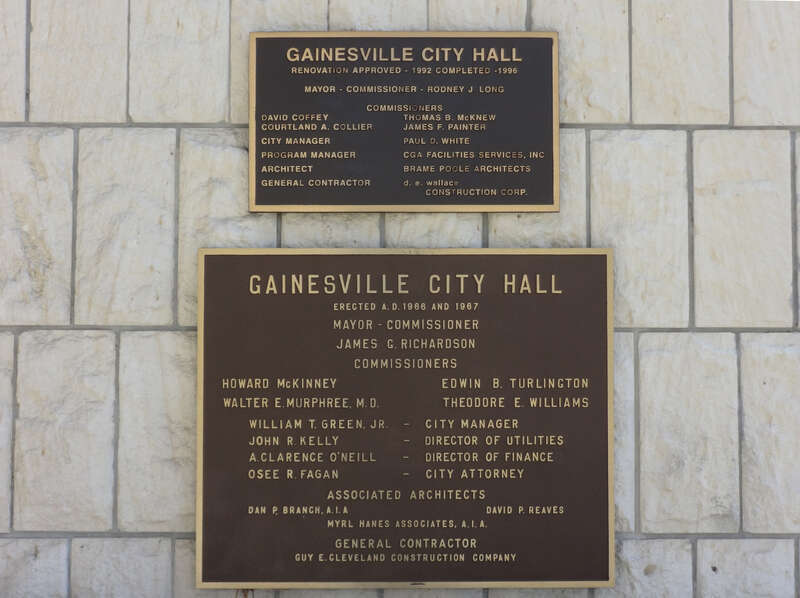 GAINESVILLE CITY HALL
RENOVATION APPROVED - 1992 COMPLETED -1996
MAYOR - COMMISSIONER - RODNEY J LONG
COMMISSIONERS
DAVID COFFEY THOMAS B. McKNEW
COURTLAND A. COLLIER JAMES F. PAINTER
CITY MANAGER PAUL D. WHITE
PROGRAM MANAGER CGA FACILITIES SERVICES, INC
ARCHITECT BRAME POOLE ARCHITECTS
GENERAL CONTRACTOR d. e. wallace
CONSTRUCTION CORP.
GAINESVILLE CITY HALL
ERECTED A.D. 1966 AND 1967
MAYOR - COMMISSIONER
JAMES G. RICHARDSON
COMMISSIONERS
HOWARD McKINNEY EDWIN B. TURLINGTON
WALTER E. MURPHREE, M.D. THEODORE E. WILLIAMS
WILLIAM T. GREEN, JR. - CITY MANAGER
JOHN R. KELLY - DIRECTOR OF UTILITIES
A. CLARENCE O'NEILL - DIRECTOR OF FINANCE
OSEE R. FAGAN - CITY ATTORNEY
ASSOCIATED ARCHITECTS
DAN P. BRANCH, A.I.A DAVID P. REAVES
MYRL HANES ASSOCIATES, A.I.A.
GENERAL CONTRACTOR
GUY E. CLEVELAND CONSTRUCTION COMPANY